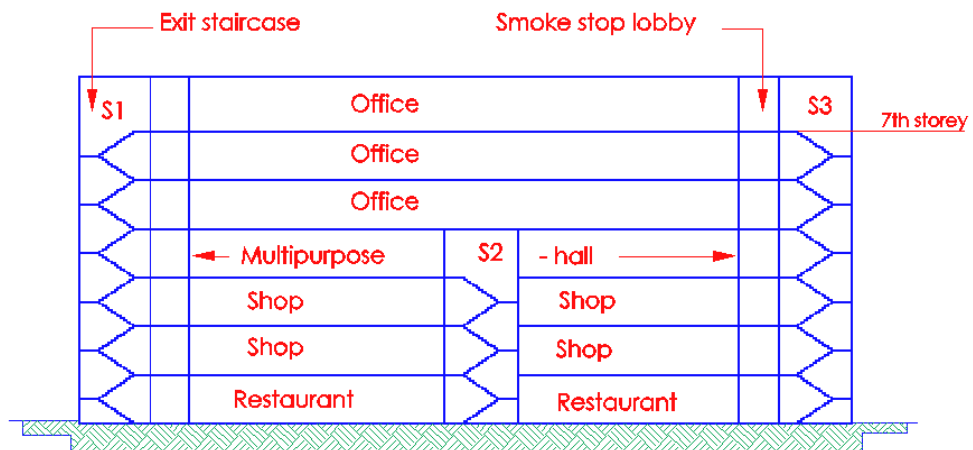 Exit staircase
Smoke stop lobby
S1
Office
S3
7th storey
Office
Office
Multipurpose
S2
- hall
Shop
Shop
Shop
Shop
Restaurant
Restaurant